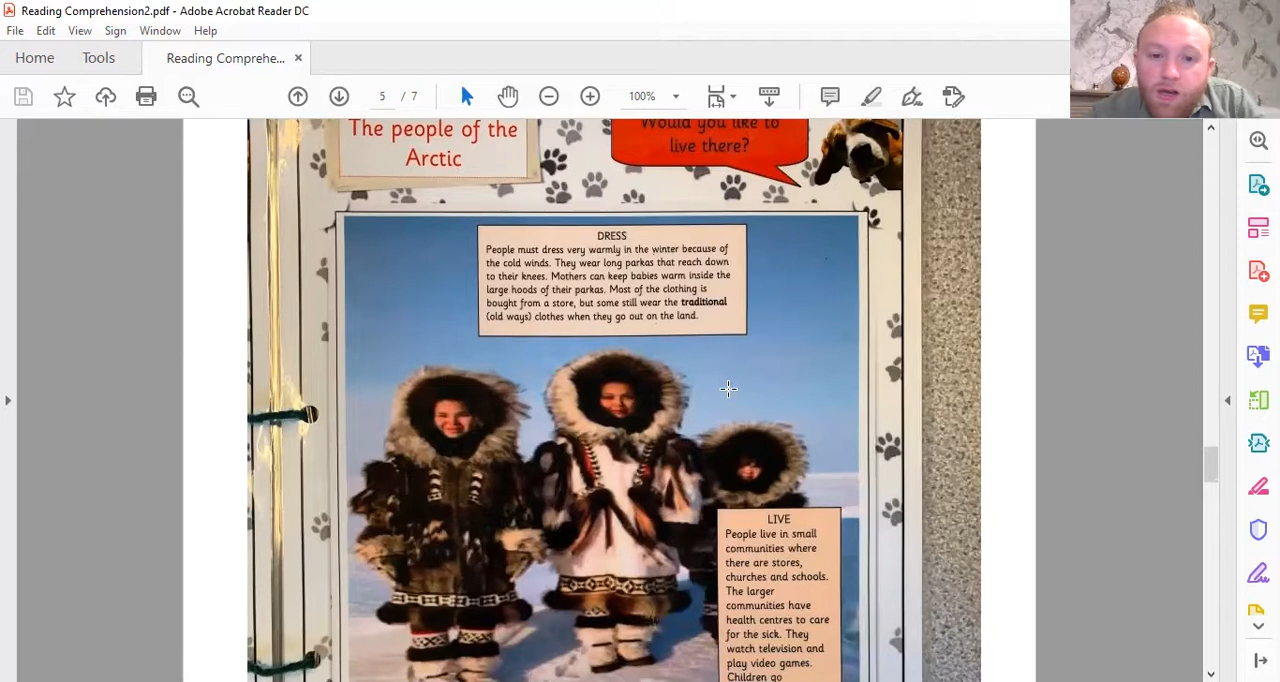 Reading Comprehension2.pdf - Adobe Acrobat Reader DC
File Edit View Sign Window Help
Home Tools Reading Comprehe... ×
5 / 7 100%
The people of the
Arctic
Would you like to
live there?
DRESS
People must dress very warmly in the winter because of
the cold winds. They wear long parkas that reach down
to their knees. Mothers can keep babies warm inside the
large hoods of their parkas. Most of the clothing is
bought from a store, but some still wear the traditional
(old ways) clothes when they go out on the land.
LIVE
People live in small
communities where
there are stores,
churches and schools.
The larger
communities have
health centres to care
for the sick. They
watch television and
play video games.
Children go